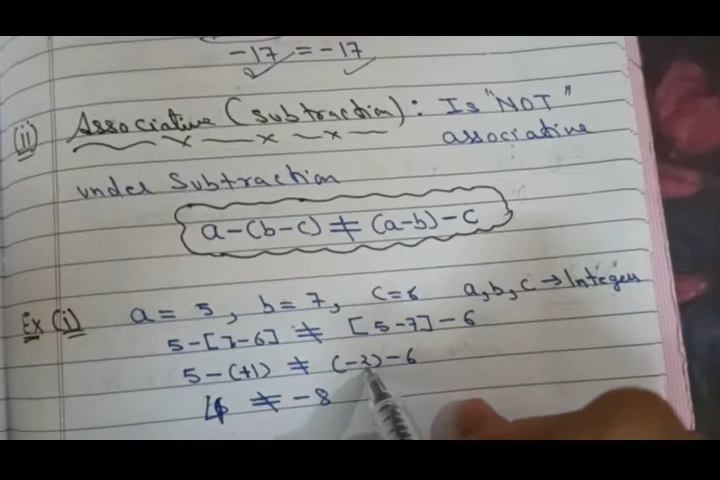 -17 = -17
(ii) Associative (Subtraction) : Is "NOT"
associative
under Subtraction
a-(b-c) ≠ (a-b)-c
Ex (i) a = 5, b = 7, c=6 a,b,c → Integers
5-[7-6] ≠ [5-7]-6
5-(+1) ≠ (-2)-6
4 ≠ -8